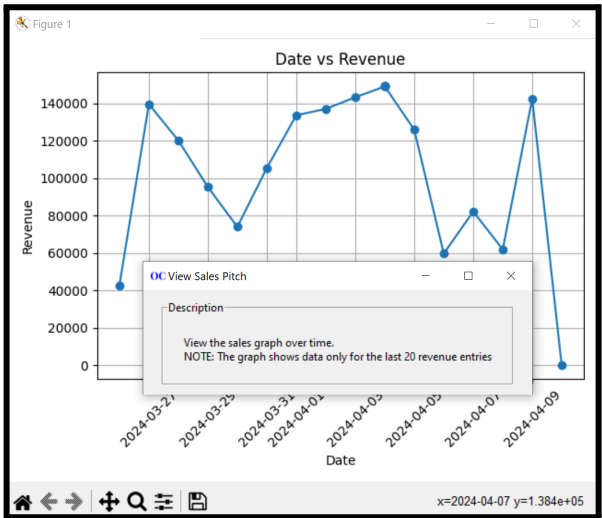 Figure 1
Date vs Revenue
140000
120000
100000
80000
60000
40000
20000
0
Revenue
OC View Sales Pitch
Description
View the sales graph over time.
NOTE: The graph shows data only for the last 20 revenue entries
2024-03-27
2024-03-29
2024-03-31
2024-04-01
2024-04-03
2024-04-05
2024-04-07
2024-04-09
Date
x=2024-04-07 y=1.384e+05